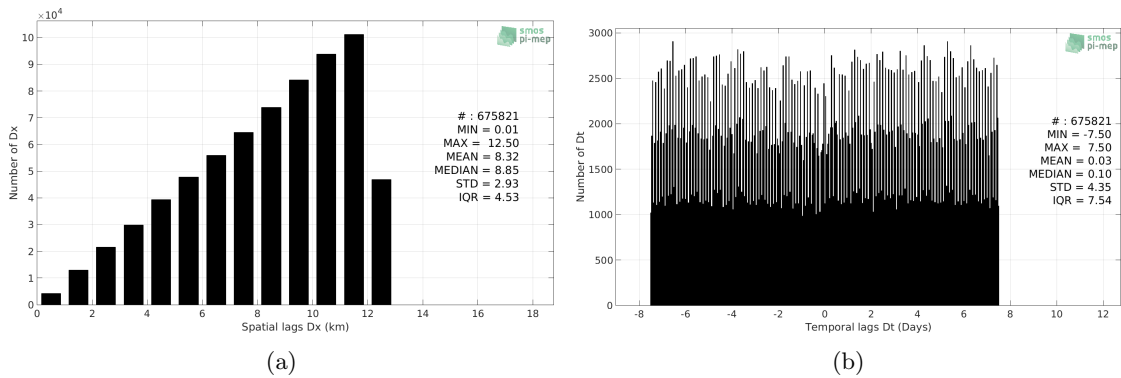 ×10⁴
10
9
8
7
6
5
4
3
2
1
0
Number of Dx
0 2 4 6 8 10 12 14 16 18
Spatial lags Dx (km)
smos
pi-mep
# : 675821
MIN = 0.01
MAX = 12.50
MEAN = 8.32
MEDIAN = 8.85
STD = 2.93
IQR = 4.53
(a)
3000
2500
2000
1500
1000
500
0
Number of Dt
-8 -6 -4 -2 0 2 4 6 8 10 12
Temporal lags Dt (Days)
smos
pi-mep
# : 675821
MIN = -7.50
MAX = 7.50
MEAN = 0.03
MEDIAN = 0.10
STD = 4.35
IQR = 7.54
(b)